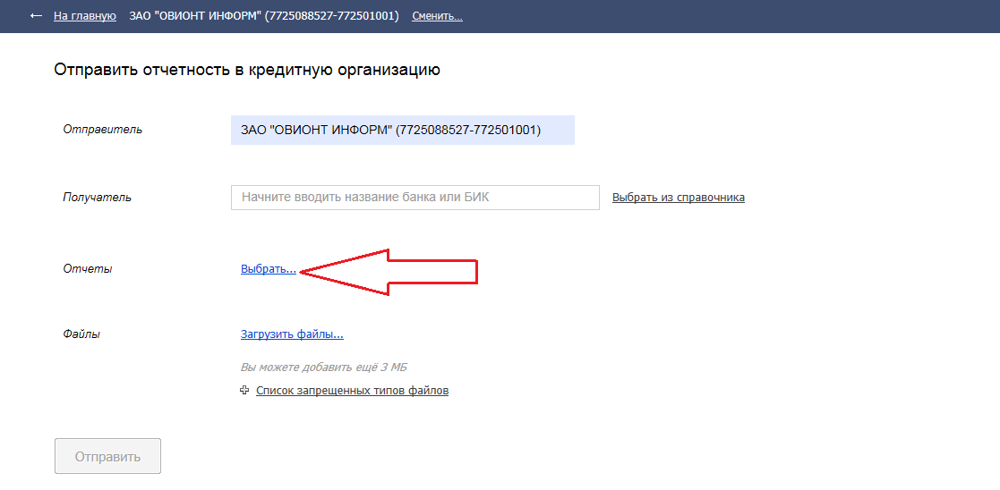 ← На главную ЗАО "ОВИОНТ ИНФОРМ" (7725088527-772501001) Сменить...
Отправить отчетность в кредитную организацию
Отправитель ЗАО "ОВИОНТ ИНФОРМ" (7725088527-772501001)
Получатель Начните вводить название банка или БИК Выбрать из справочника
Отчеты Выбрать...
Файлы Загрузить файлы...
Вы можете добавить ещё 3 МБ
Список запрещенных типов файлов
Отправить